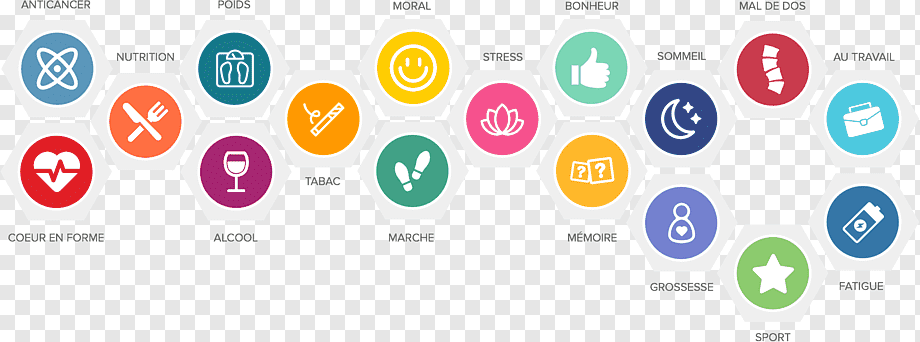 ANTICANCER
POIDS
MORAL
BONHEUR
MAL DE DOS
NUTRITION
STRESS
SOMMEIL
AU TRAVAIL
TABAC
COEUR EN FORME
ALCOOL
MARCHE
MÉMOIRE
? ?
GROSSESSE
FATIGUE
SPORT